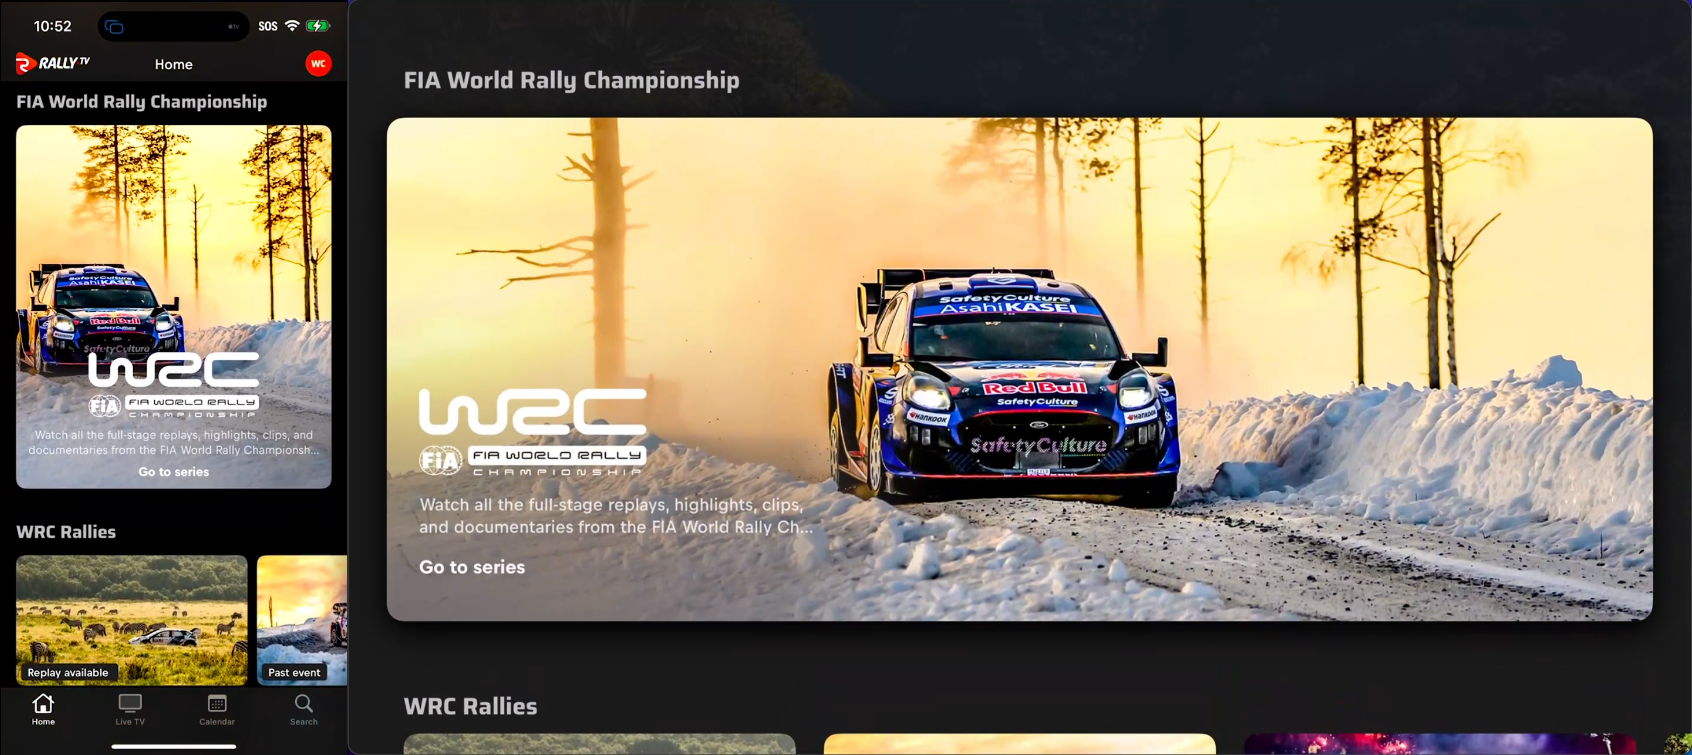 10:52
tv
SOS
RALLY TV
Home
WC
FIA World Rally Championship
SafetyCulture
AsahiKASEI
Red Bull
SafetyCulture
SafetyCulture
WRC
FIA
FIA WORLD RALLY
CHAMPIONSHIP
Watch all the full-stage replays, highlights, clips, and
documentaries from the FIA World Rally Championsh...
Go to series
WRC Rallies
Replay available
Past event
Home
Live TV
Calendar
Search
FIA World Rally Championship
SafetyCulture
AsahiKASEI
Red Bull
SafetyCulture
HANKOOK
HANKOOK
Ford
SafetyCulture
WRC
FIA
FIA WORLD RALLY
CHAMPIONSHIP
Watch all the full-stage replays, highlights, clips,
and documentaries from the FIA World Rally Ch...
Go to series
WRC Rallies